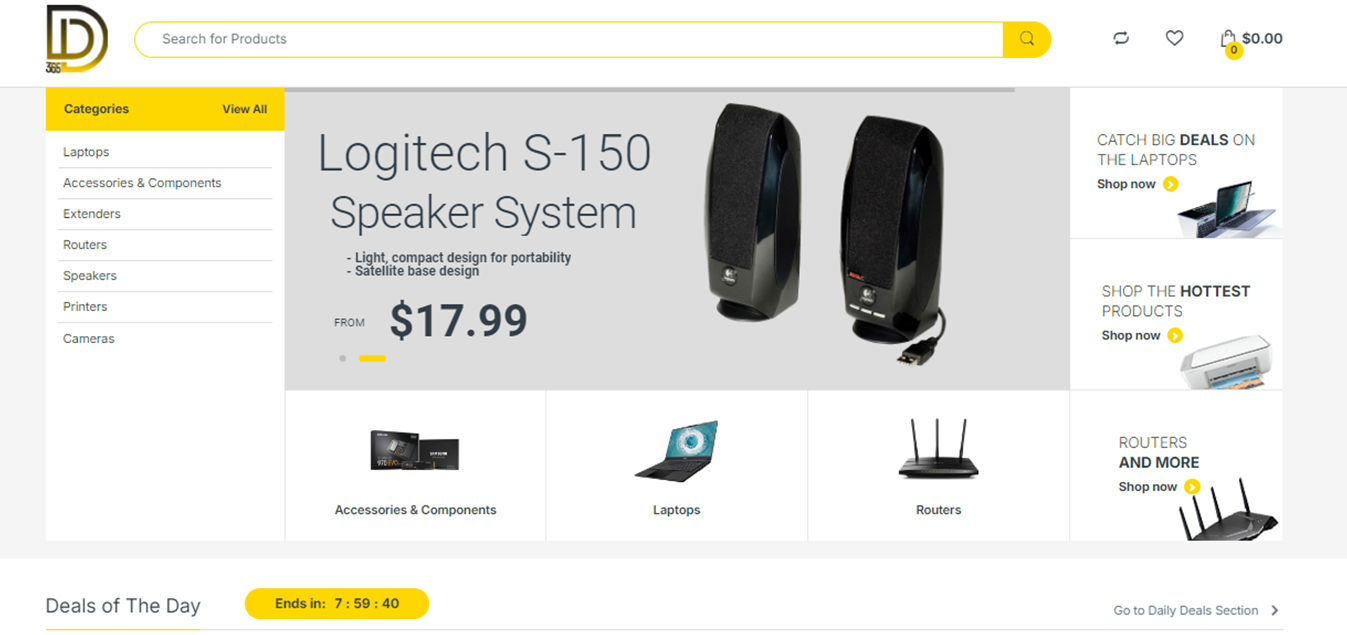 D
365
Search for Products
0
$0.00
Categories
View All
Laptops
Accessories & Components
Extenders
Routers
Speakers
Printers
Cameras
Logitech S-150
Speaker System
- Light, compact design for portability
- Satellite base design
FROM
$17.99
CATCH BIG DEALS ON
THE LAPTOPS
Shop now
SHOP THE HOTTEST
PRODUCTS
Shop now
ROUTERS
AND MORE
Shop now
SAMSUNG
Accessories & Components
Laptops
Routers
Deals of The Day
Ends in: 7 : 59 : 40
Go to Daily Deals Section